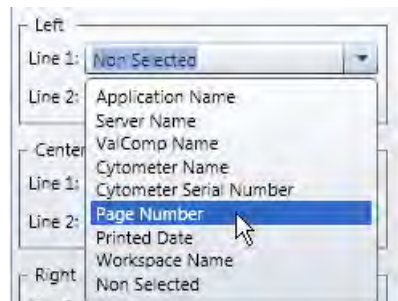 Left
Line 1: Non Selected
Line 2:
Application Name
Server Name
ValComp Name
Cytometer Name
Cytometer Serial Number
Page Number
Printed Date
Workspace Name
Non Selected
Center
Line 1:
Line 2:
Right